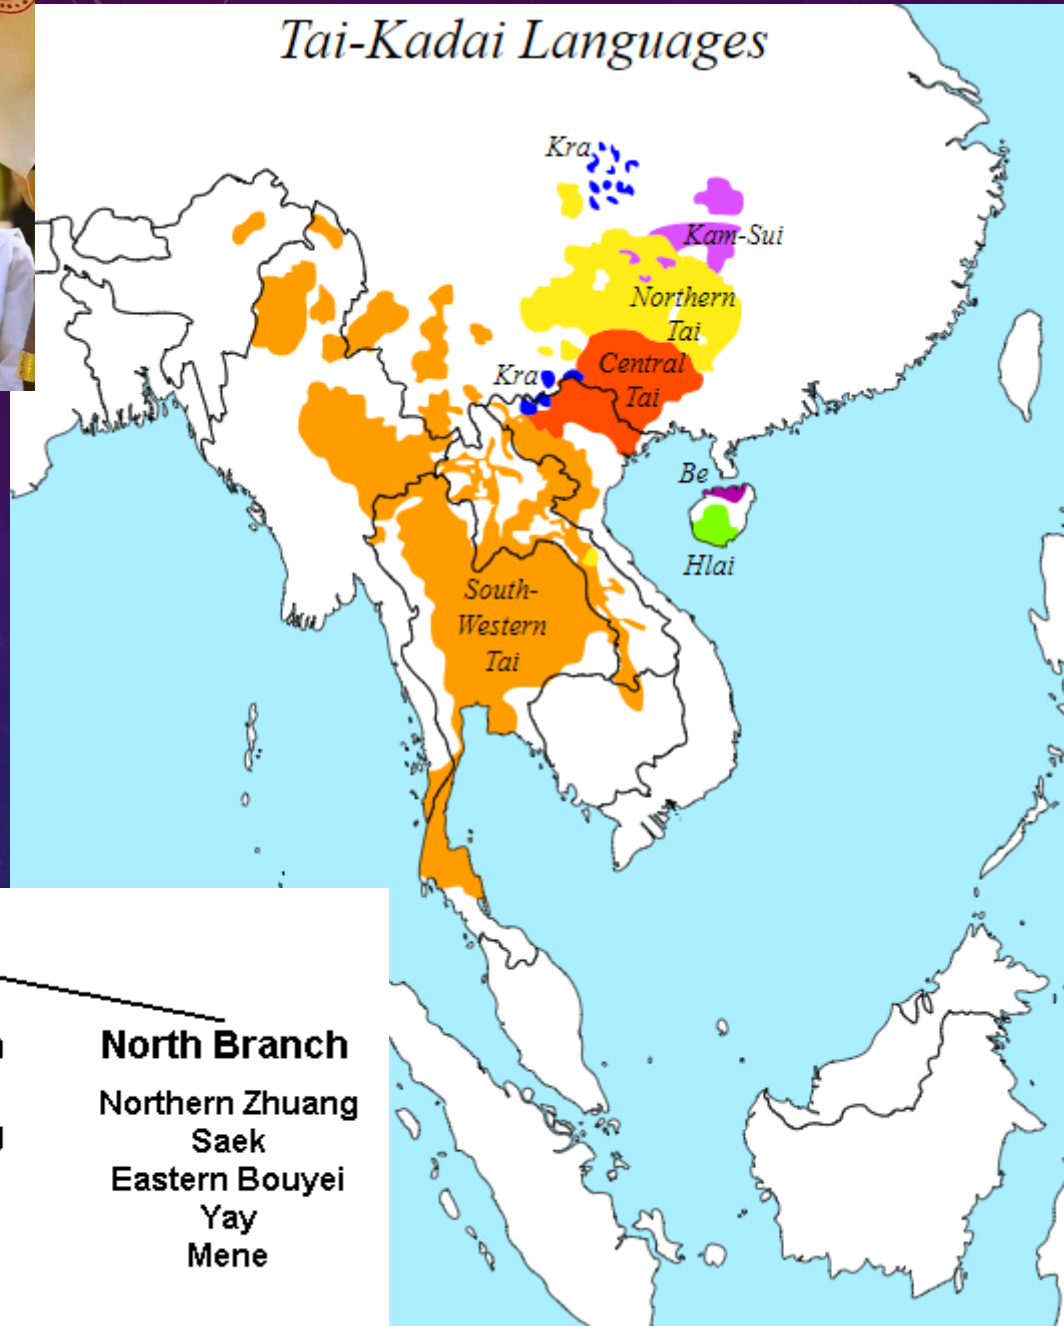 Tai-Kadai Languages
Kra
Kam-Sui
Northern
Tai
Central
Tai
Kra
Be
Hlai
South-
Western
Tai
North Branch
Northern Zhuang
Saek
Eastern Bouyei
Yay
Mene